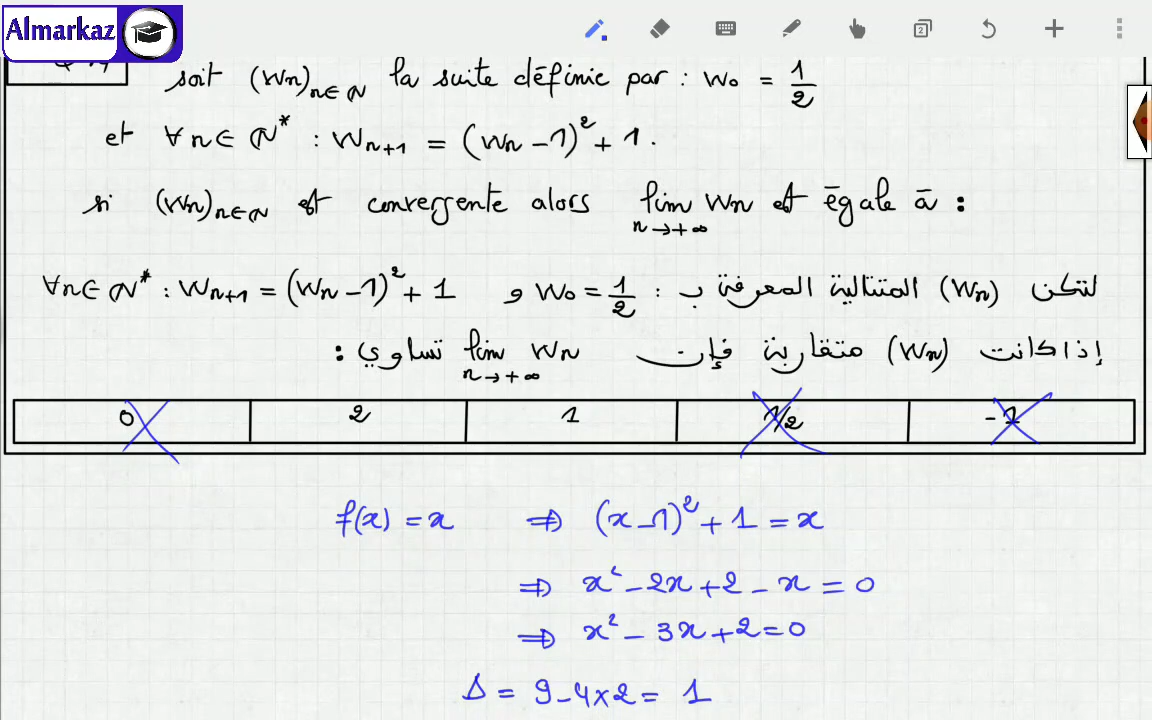 Almarkaz
soit (Wn)n∈ℕ la suite définie par : W₀ = 1/2
et ∀n∈ ℕ* : Wn+1 = (Wn -1)² + 1.
si (Wn)n∈ℕ est convergente alors lim n→+∞ Wn est égale à :
لتكن (Wn) المتتالية المعرفة ب : W₀ = 1/2 و ∀n∈ ℕ* : Wn+1 = (Wn -1)² + 1
إذا كانت (Wn) متقاربة فإن lim n→+∞ Wn تساوي :
0 2 1 1/2 -1
f(x) = x ⇒ (x-1)² + 1 = x
⇒ x² - 2x + 2 - x = 0
⇒ x² - 3x + 2 = 0
Δ = 9 - 4×2 = 1